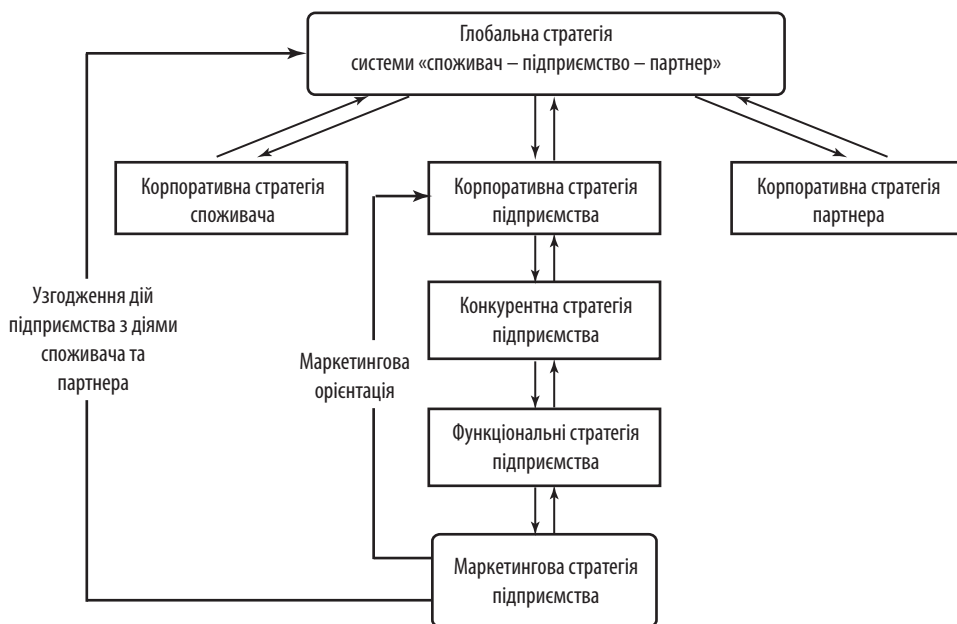 Глобальна стратегія
системи «споживач – підприємство – партнер»
Корпоративна стратегія
споживача
Корпоративна стратегія
підприємства
Корпоративна стратегія
партнера
Узгодження дій
підприємства з діями
споживача та
партнера
Маркетингова
орієнтація
Конкурентна стратегія
підприємства
Функціональні стратегія
підприємства
Маркетингова стратегія
підприємства